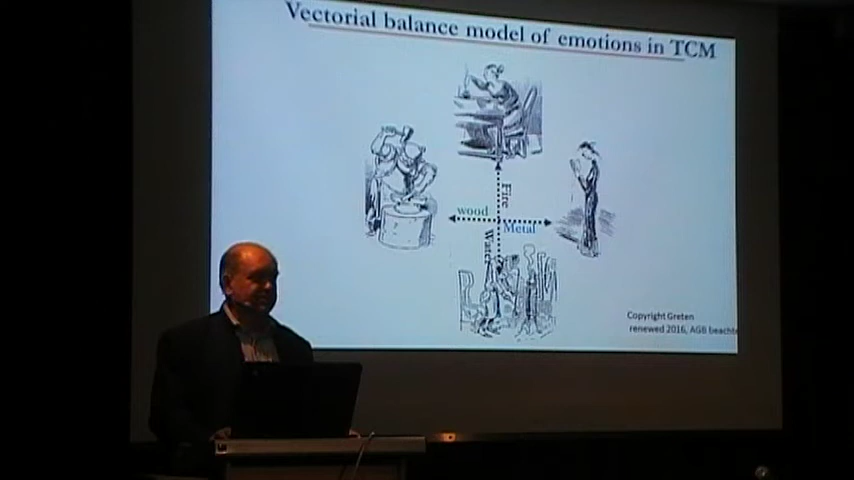 Vectorial balance model of emotions in TCM
Fire
wood
Metal
Water
Copyright Greten
renewed 2016, AGB beachte